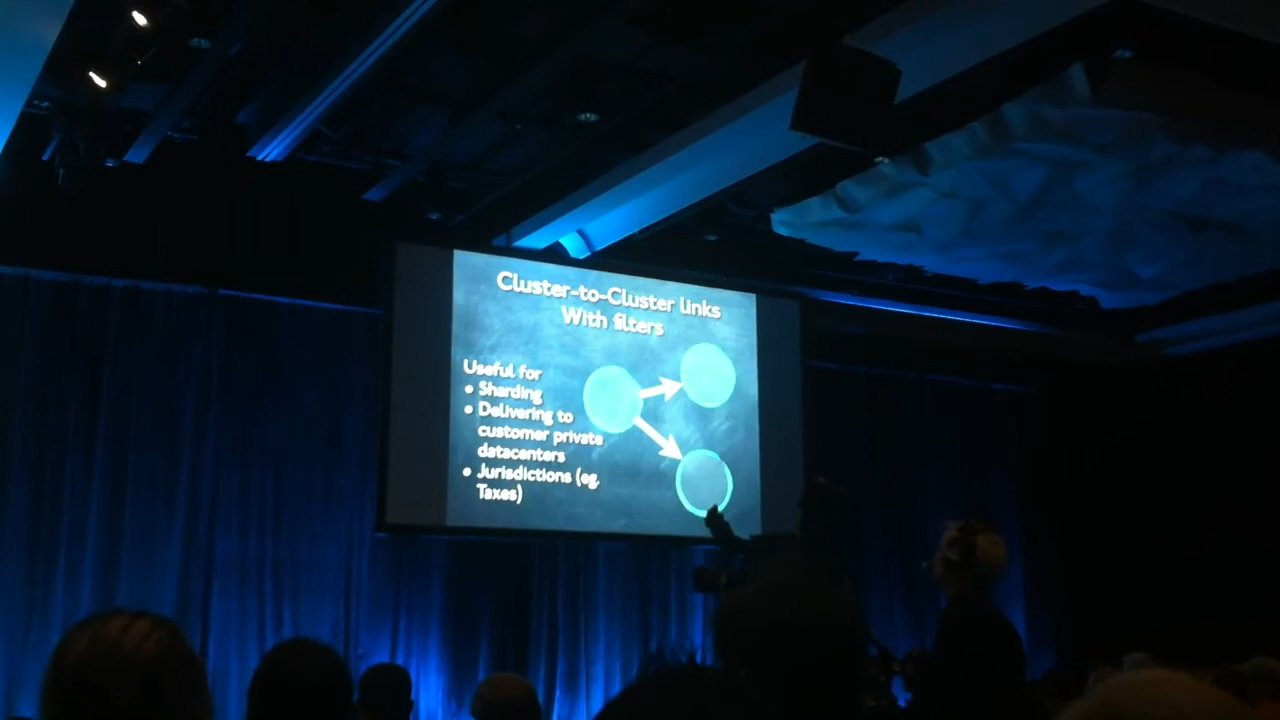 Cluster-to-Cluster links
With filters
Useful for
• Sharding
• Delivering to
customer private
datacenters
• Jurisdictions (eg.
Taxes)